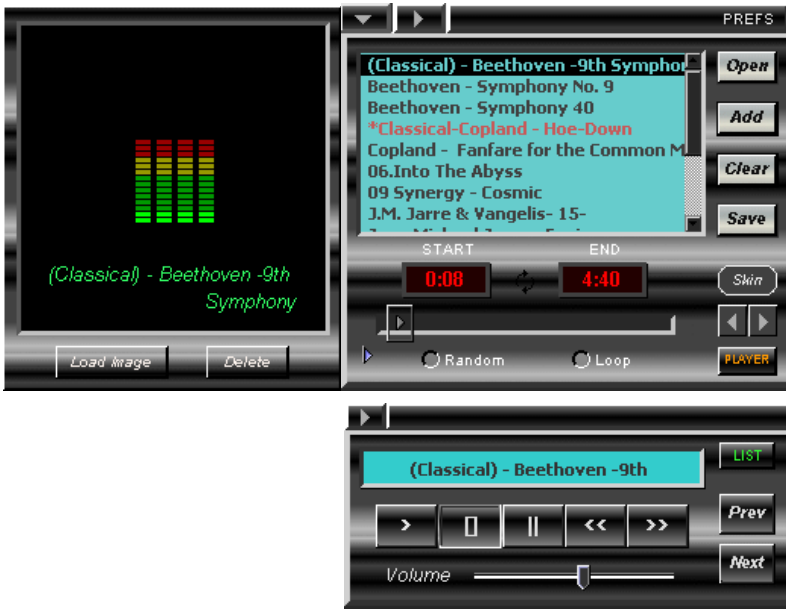 PREFS
(Classical) - Beethoven -9th Symphor
Beethoven - Symphony No. 9
Beethoven - Symphony 40
*Classical-Copland - Hoe-Down
Copland - Fanfare for the Common M
06.Into The Abyss
09 Synergy - Cosmic
J.M. Jarre & Vangelis- 15-
Open
Add
Clear
Save
START
END
0:08
4:40
Skin
Random
Loop
PLAYER
(Classical) - Beethoven -9th
Symphony
Load Image
Delete
(Classical) - Beethoven -9th
LIST
>
||
<<
>>
Prev
Next
Volume